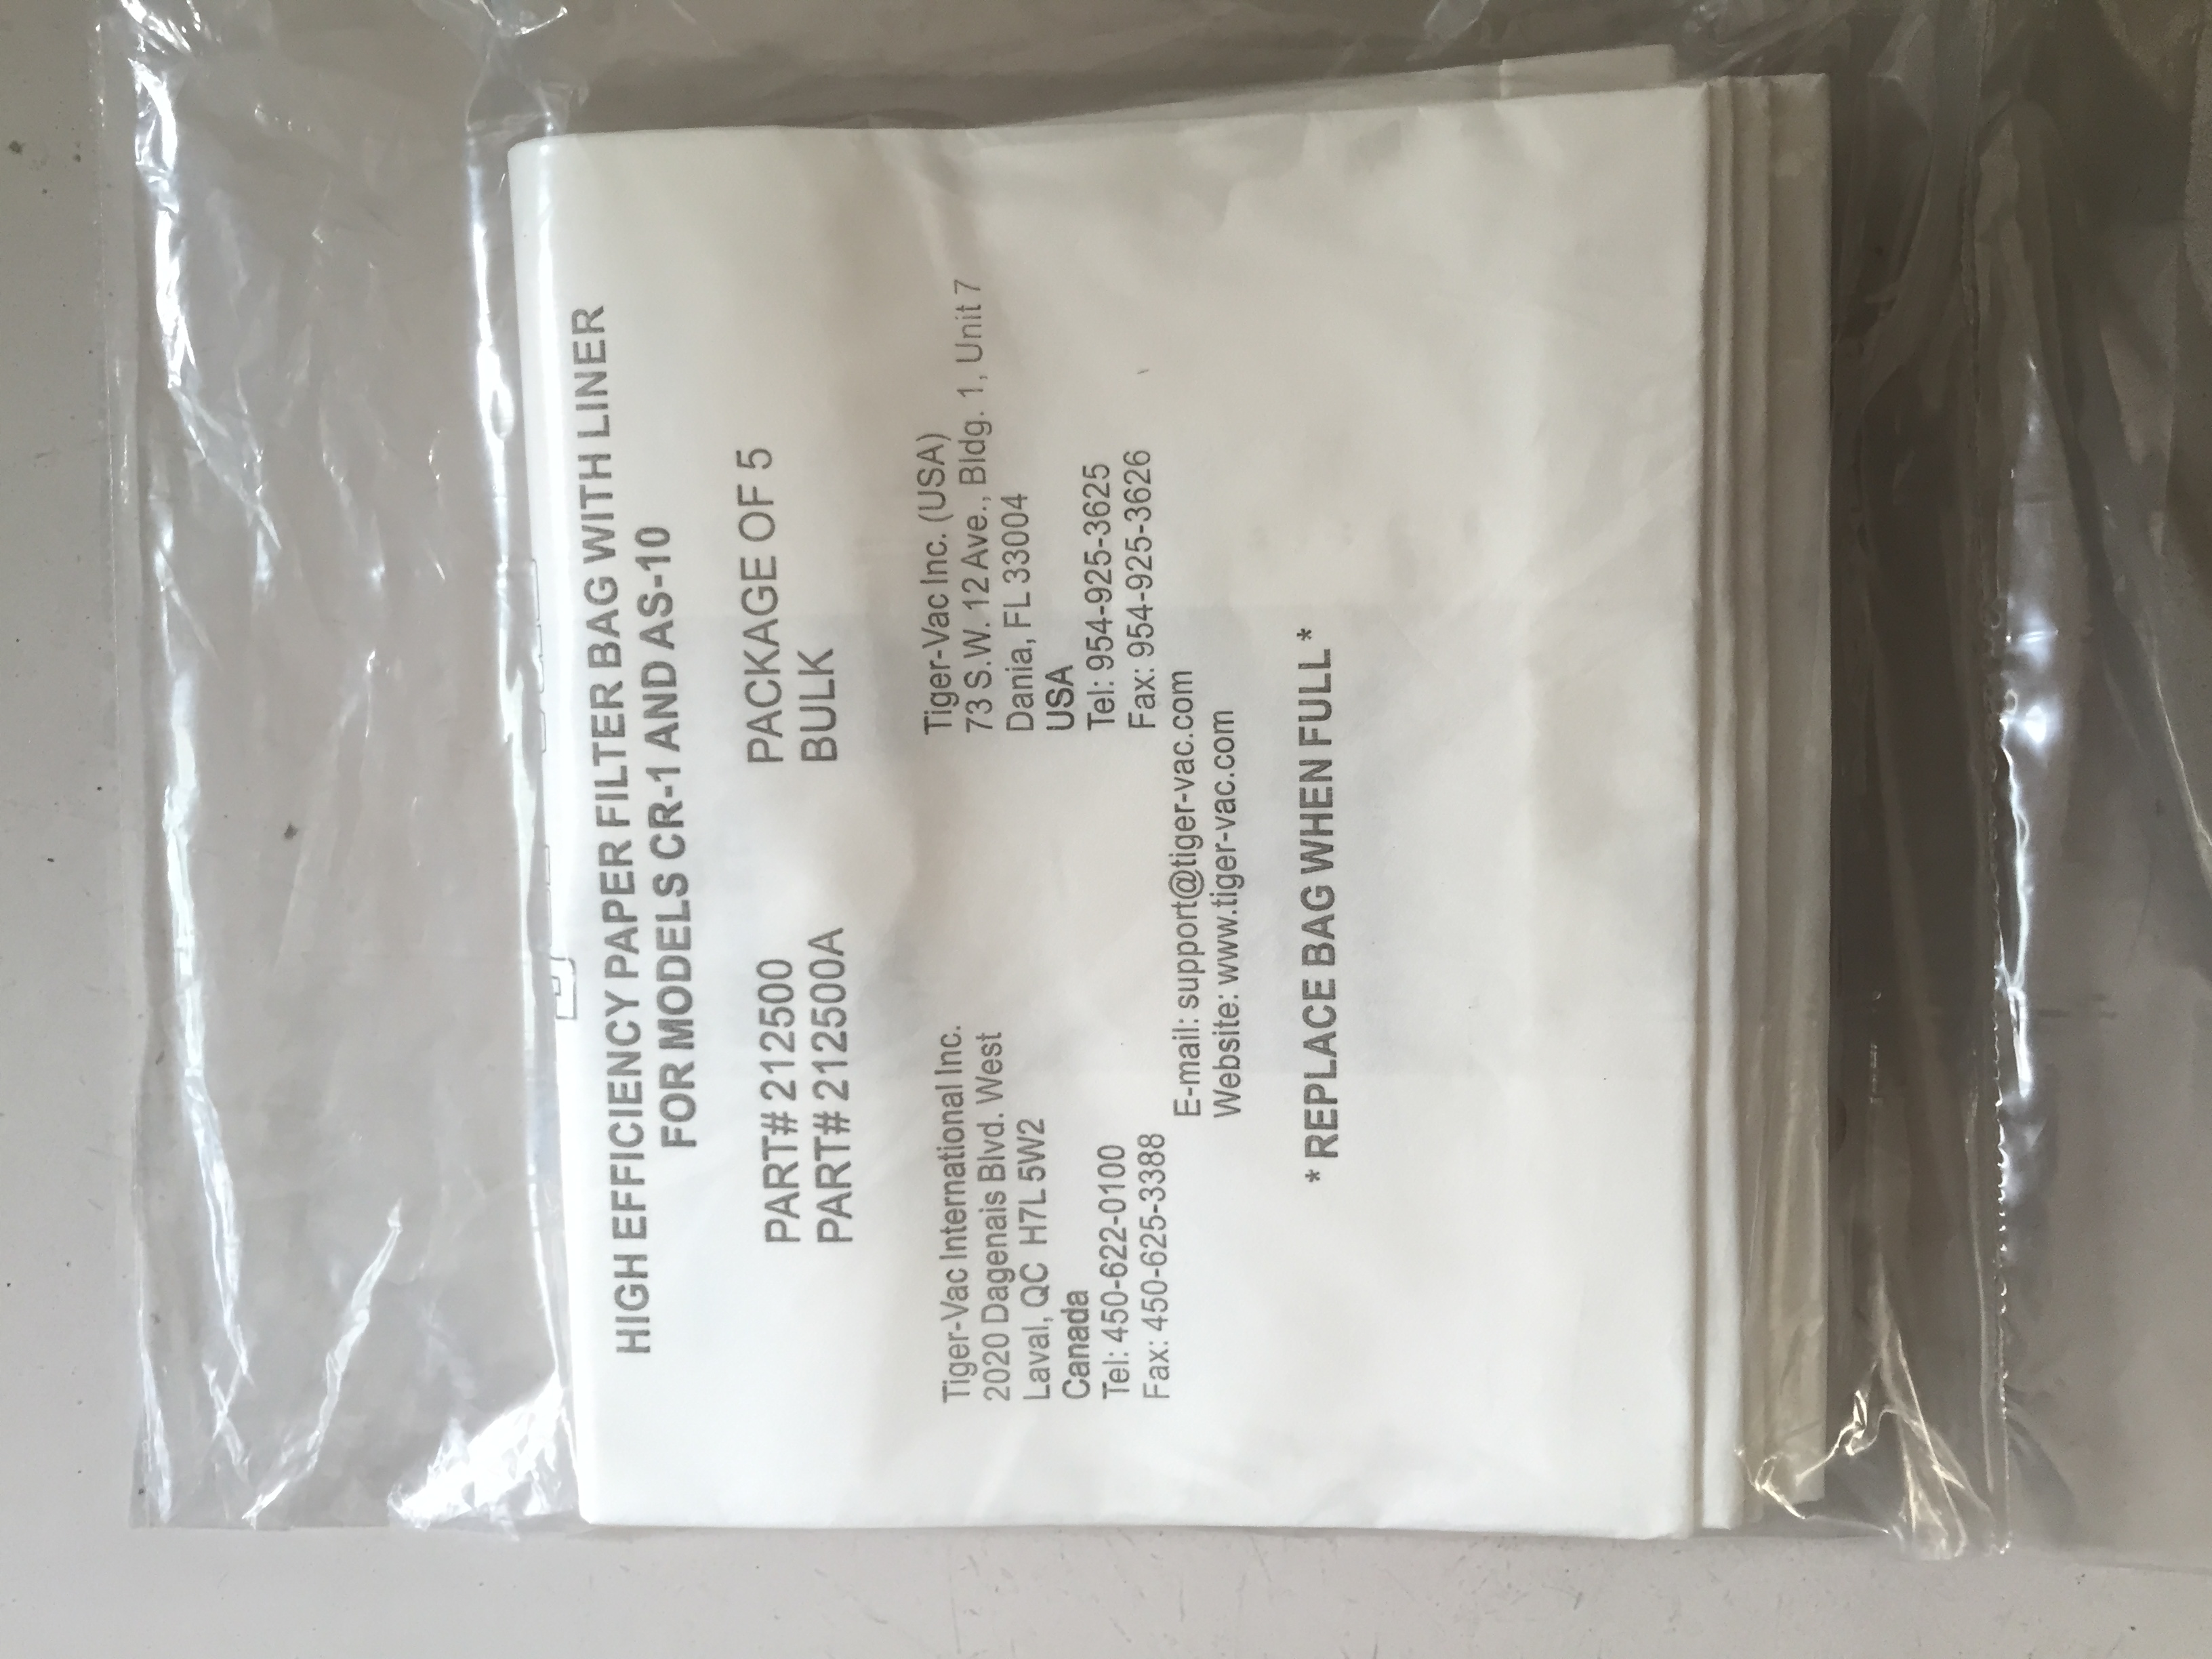 HIGH EFFICIENCY PAPER FILTER BAG WITH LINER
FOR MODELS CR-1 AND AS-10
PART# 212500 PACKAGE OF 5
PART# 212500A BULK
Tiger-Vac International Inc.
2020 Dagenais Blvd. West
Laval, QC H7L 5W2
Canada
Tel: 450-622-0100
Fax: 450-625-3388
Tiger-Vac Inc. (USA)
73 S.W. 12 Ave., Bldg. 1, Unit 7
Dania, FL 33004
USA
Tel: 954-925-3625
Fax: 954-925-3626
E-mail: support@tiger-vac.com
Website: www.tiger-vac.com
*REPLACE BAG WHEN FULL*